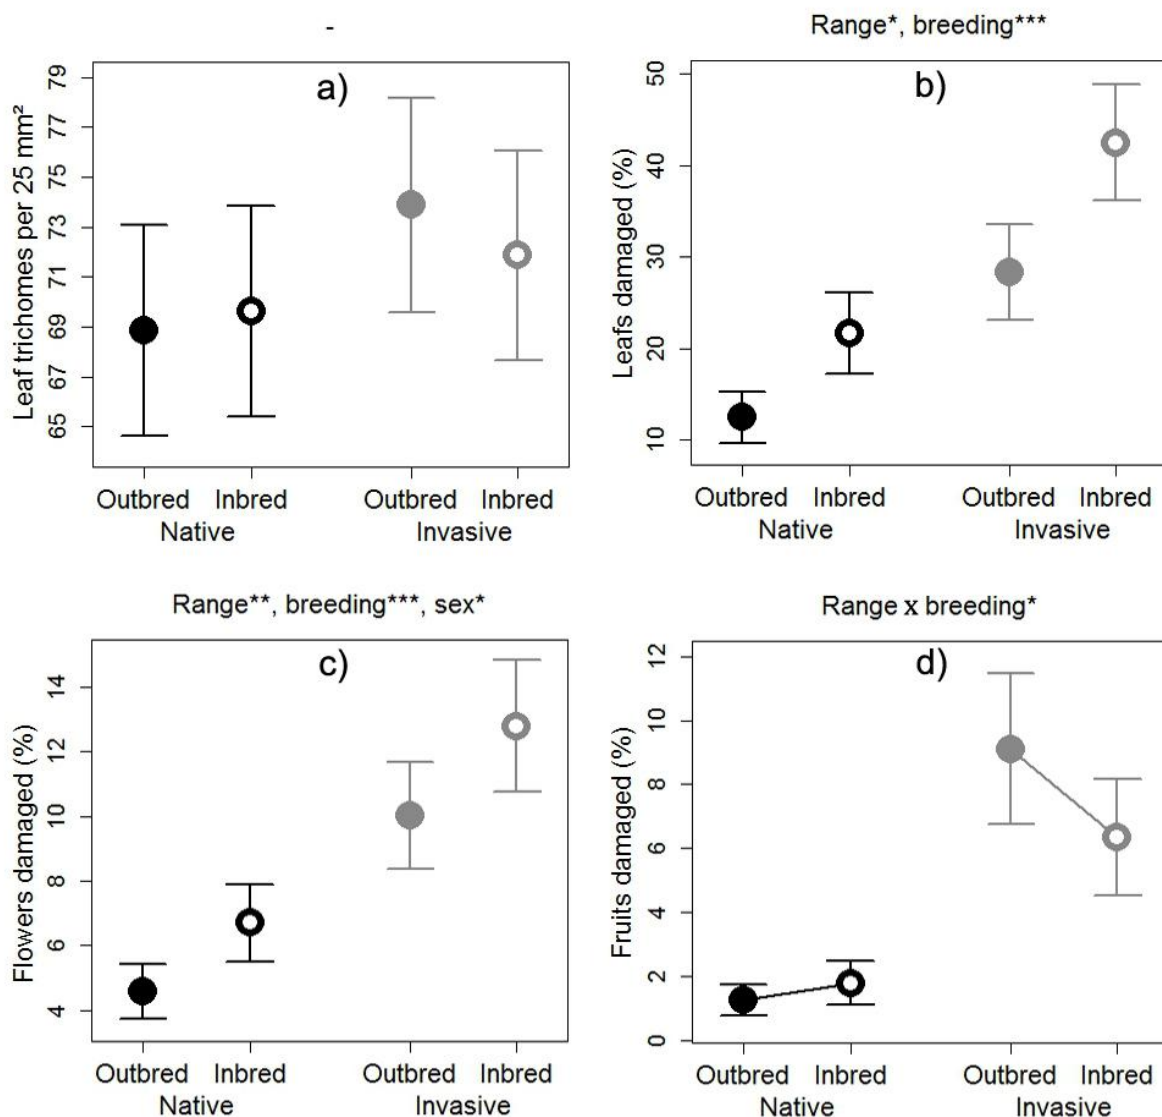 -
a)
Leaf trichomes per 25 mm²
79
77
75
73
71
69
67
65
Outbred Inbred Outbred Inbred
Native Invasive
Range*, breeding***
b)
Leafs damaged (%)
50
40
30
20
10
Outbred Inbred Outbred Inbred
Native Invasive
Range**, breeding***, sex*
c)
Flowers damaged (%)
14
12
10
8
6
4
Outbred Inbred Outbred Inbred
Native Invasive
Range x breeding*
d)
Fruits damaged (%)
12
10
8
6
4
2
0
Outbred Inbred Outbred Inbred
Native Invasive